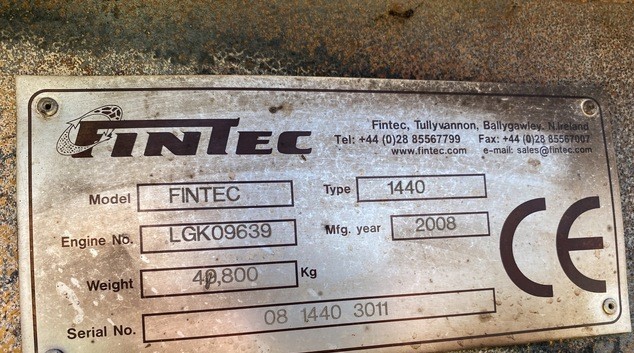 FINTEC
Fintec, Tullyvannon, Ballygawley, N.Ireland
Tel: +44 (0)28 85567799 Fax: +44 (0)28 85567007
www.fintec.com e-mail: sales@fintec.com
Model FINTEC Type 1440
Engine No. LGK09639 Mfg. year 2008
Weight 40,800 Kg
Serial No. 08 1440 3011
CE